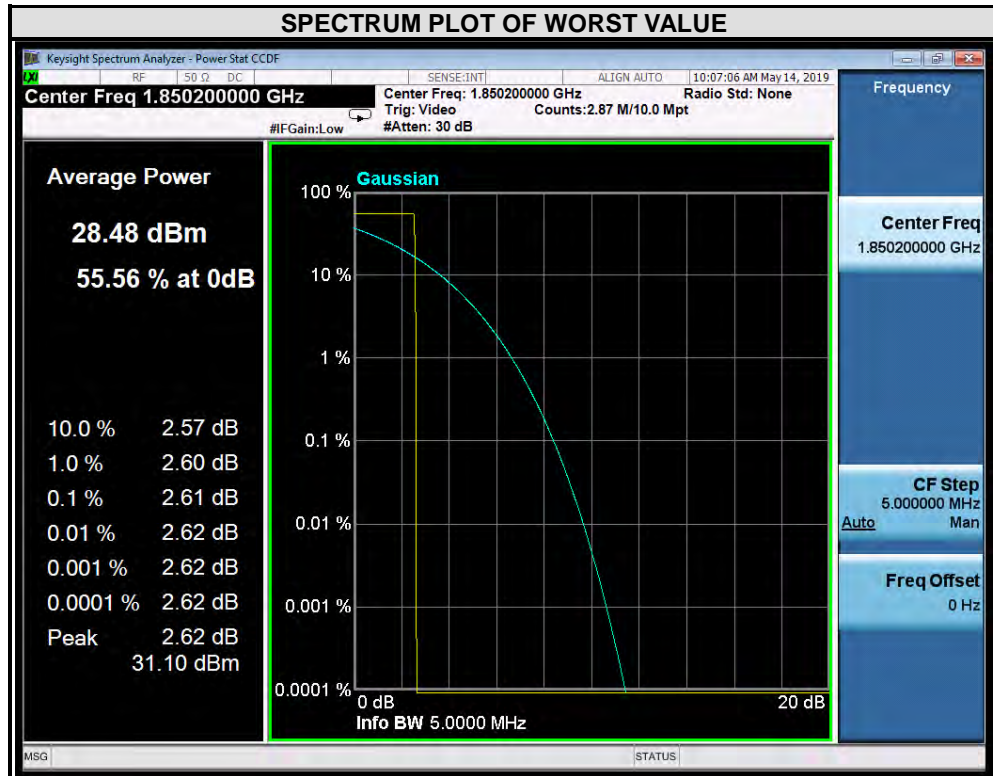 SPECTRUM PLOT OF WORST VALUE
Keysight Spectrum Analyzer - Power Stat CCDF
LXI RF 50 Ω DC SENSE:INT ALIGN AUTO 10:07:06 AM May 14, 2019
Center Freq 1.850200000 GHz
Center Freq: 1.850200000 GHz Radio Std: None
Trig: Video Counts:2.87 M/10.0 Mpt
#IFGain:Low #Atten: 30 dB
Frequency
Average Power
28.48 dBm
55.56 % at 0dB
10.0 % 2.57 dB
1.0 % 2.60 dB
0.1 % 2.61 dB
0.01 % 2.62 dB
0.001 % 2.62 dB
0.0001 % 2.62 dB
Peak 2.62 dB
31.10 dBm
Gaussian
100 %
10 %
1 %
0.1 %
0.01 %
0.001 %
0.0001 %
0 dB 20 dB
Info BW 5.0000 MHz
Center Freq
1.850200000 GHz
CF Step
5.000000 MHz
Auto Man
Freq Offset
0 Hz
MSG STATUS